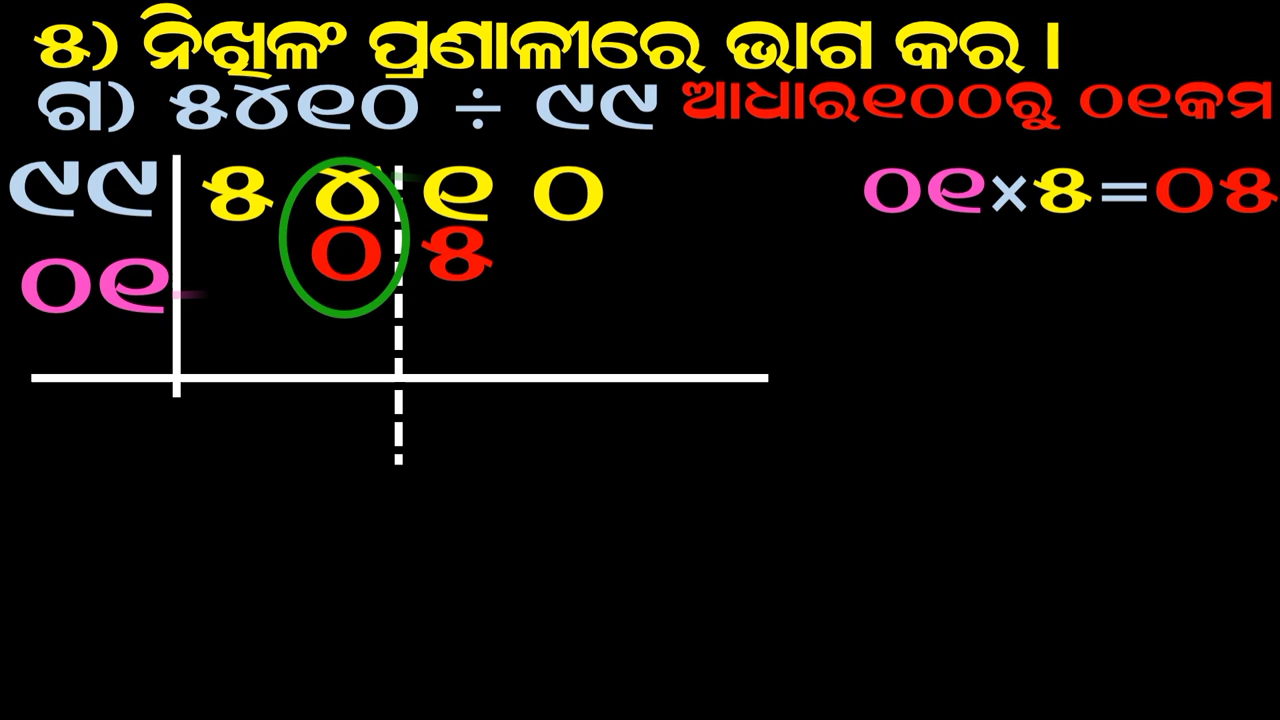 ୫) ନିଖିଳଂ ପ୍ରଣାଳୀରେ ଭାଗ କର ।
ଗ) ୫୪୧୦ ÷ ୯୯ ଆଧାର୧୦୦ରୁ ୦୧କମ
୯୯ ୫ ୪ ୧ ୦ ୦୧×୫=୦୫
୦ ୫
୦୧